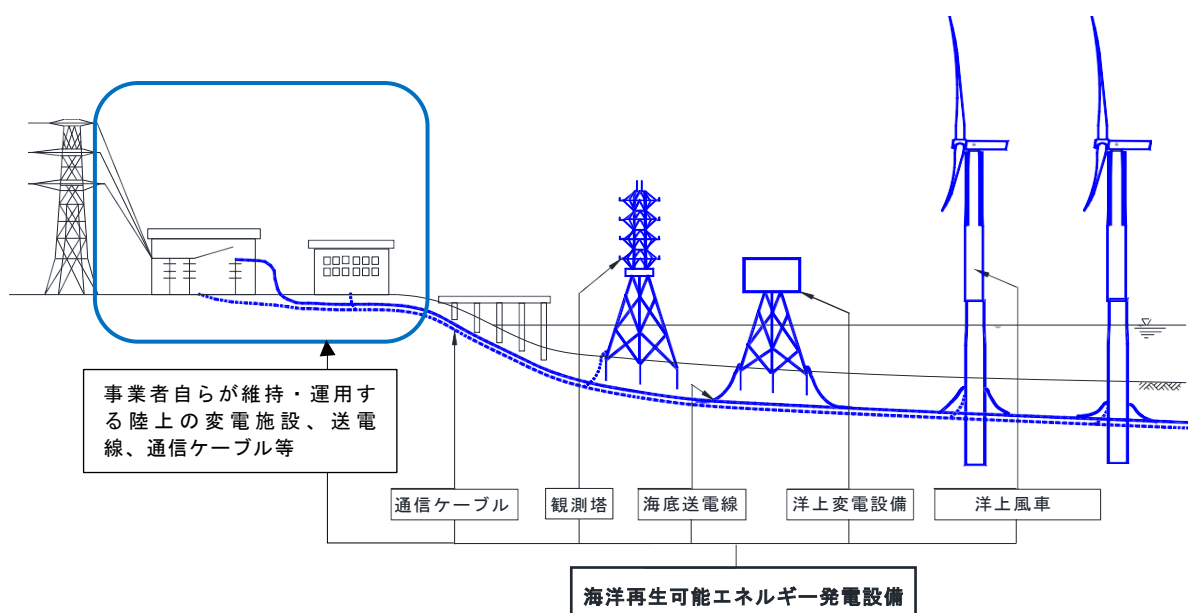 事業者自らが維持・運用す
る陸上の変電施設、送電
線、通信ケーブル等
通信ケーブル
観測塔
海底送電線
洋上変電設備
洋上風車
海洋再生可能エネルギー発電設備